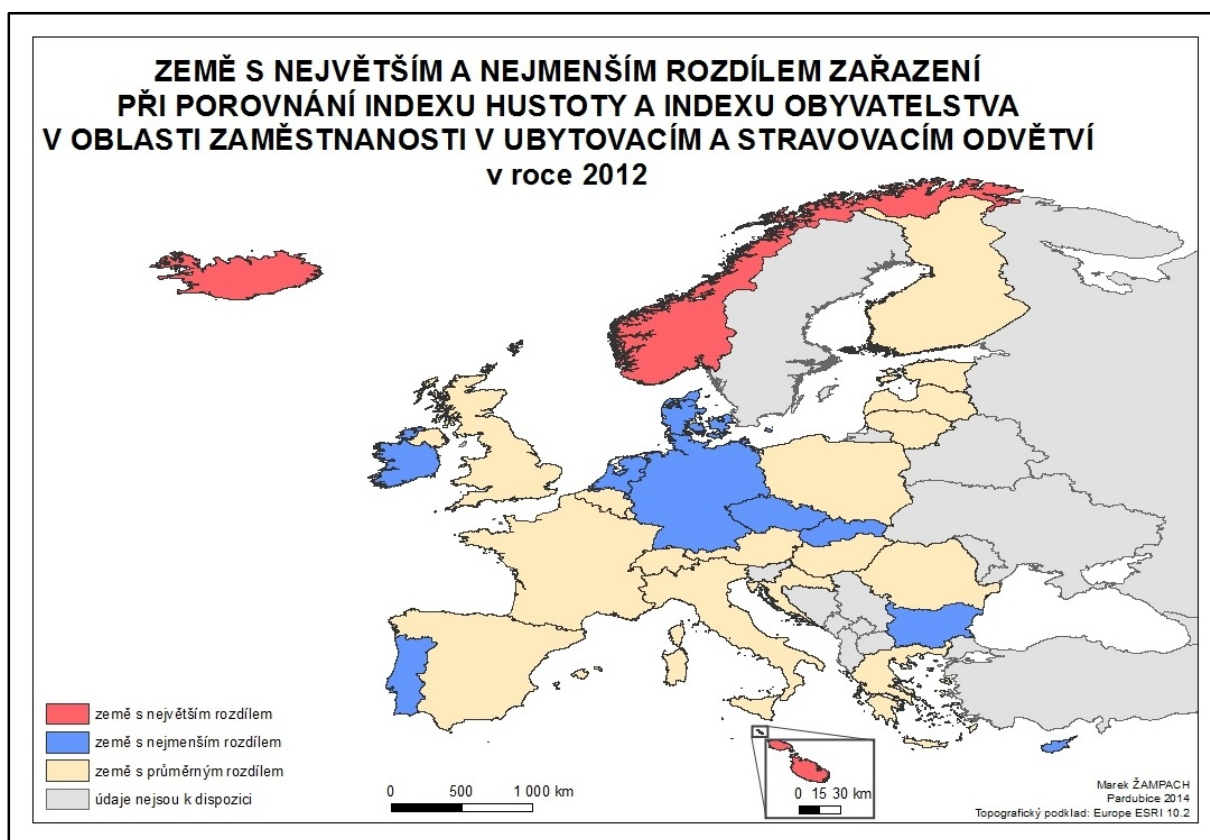 ZEMĚ S NEJVĚTŠÍM A NEJMENŠÍM ROZDÍLEM ZAŘAZENÍ
PŘI POROVNÁNÍ INDEXU HUSTOTY A INDEXU OBYVATELSTVA
V OBLASTI ZAMĚSTNANOSTI V UBYTOVACÍM A STRAVOVACÍM ODVĚTVÍ
v roce 2012
země s největším rozdílem
země s nejmenším rozdílem
země s průměrným rozdílem
údaje nejsou k dispozici
0 500 1 000 km
0 15 30 km
Marek ŽAMPACH
Pardubice 2014
Topografický podklad: Europe ESRI 10.2